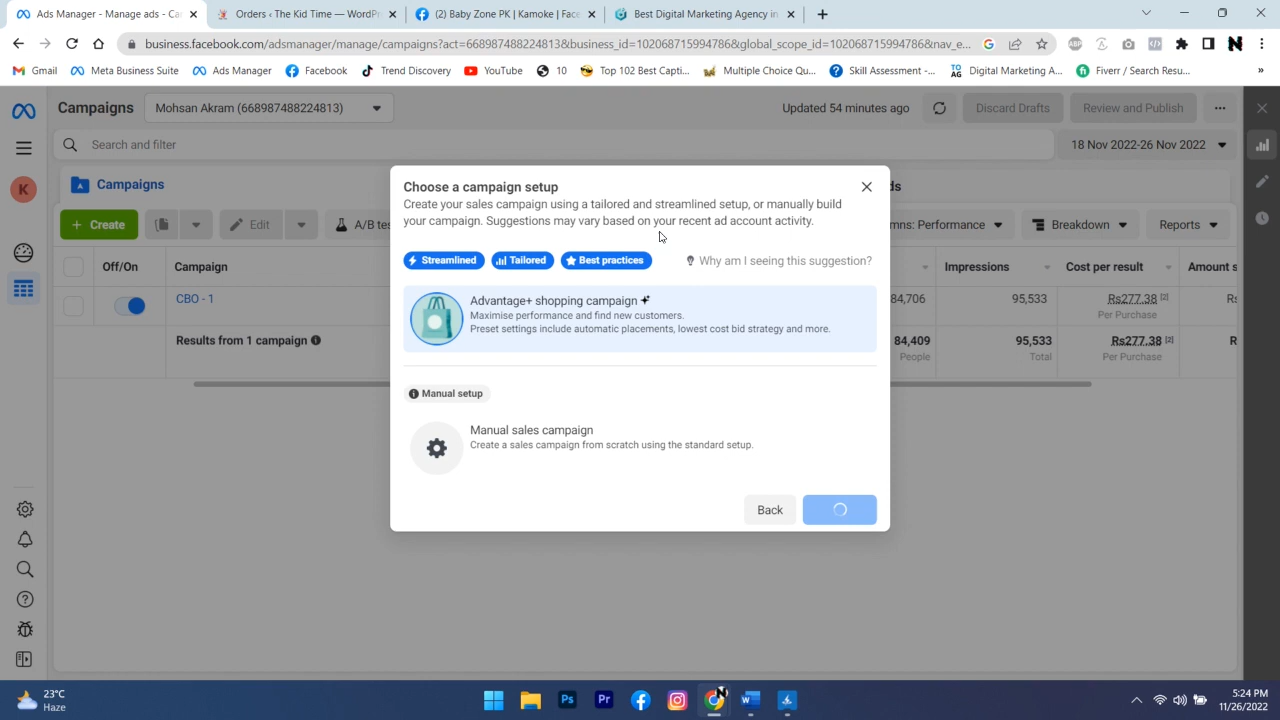 Ads Manager - Manage ads - Ca
Orders ‹ The Kid Time — WordPr
(2) Baby Zone PK | Kamoke | Face
Best Digital Marketing Agency in
business.facebook.com/adsmanager/manage/campaigns?act=668987488224813&business_id=1020687159947​86&global_scope_id=102068715994786&nav_e...
Gmail
Meta Business Suite
Ads Manager
Facebook
Trend Discovery
YouTube
10
Top 102 Best Capti...
Multiple Choice Qu...
Skill Assessment -...
TO AG
Digital Marketing A...
Fiverr / Search Resu...
»
Campaigns
Mohsan Akram (668987488224813)
Updated 54 minutes ago
Discard Drafts
Review and Publish
Search and filter
18 Nov 2022-26 Nov 2022
K
Campaigns
ds
+ Create
Edit
A/B tes
mns: Performance
Breakdown
Reports
Off/On
Campaign
Impressions
Cost per result
Amount s
CBO - 1
84,706
95,533
Rs277.38 [2]
Rs
Per Purchase
Results from 1 campaign
84,409
95,533
Rs277.38 [2]
R
People
Total
Per Purchase
Choose a campaign setup
Create your sales campaign using a tailored and streamlined setup, or manually build
your campaign. Suggestions may vary based on your recent ad account activity.
Streamlined
Tailored
Best practices
Why am I seeing this suggestion?
Advantage+ shopping campaign
Maximise performance and find new customers.
Preset settings include automatic placements, lowest cost bid strategy and more.
Manual setup
Manual sales campaign
Create a sales campaign from scratch using the standard setup.
Back
23°C
Haze
Ps
Pr
N
5:24 PM
11/26/2022